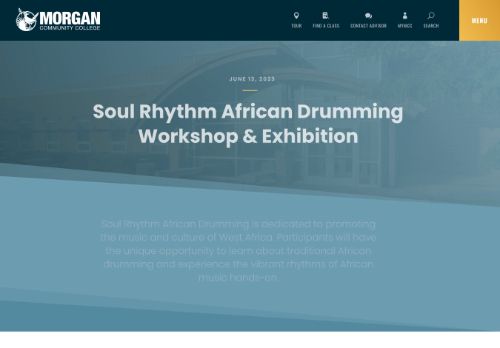 MORGAN
COMMUNITY COLLEGE
TOUR
FIND A CLASS
CONTACT ADVISOR
MYMCC
SEARCH
MENU
JUNE 13, 2023
Soul Rhythm African Drumming
Workshop & Exhibition
Soul Rhythm African Drumming is dedicated to promoting
the music and culture of West Africa. Participants will have
the unique opportunity to learn about traditional African
drumming and experience the vibrant rhythms of African
music hands-on.